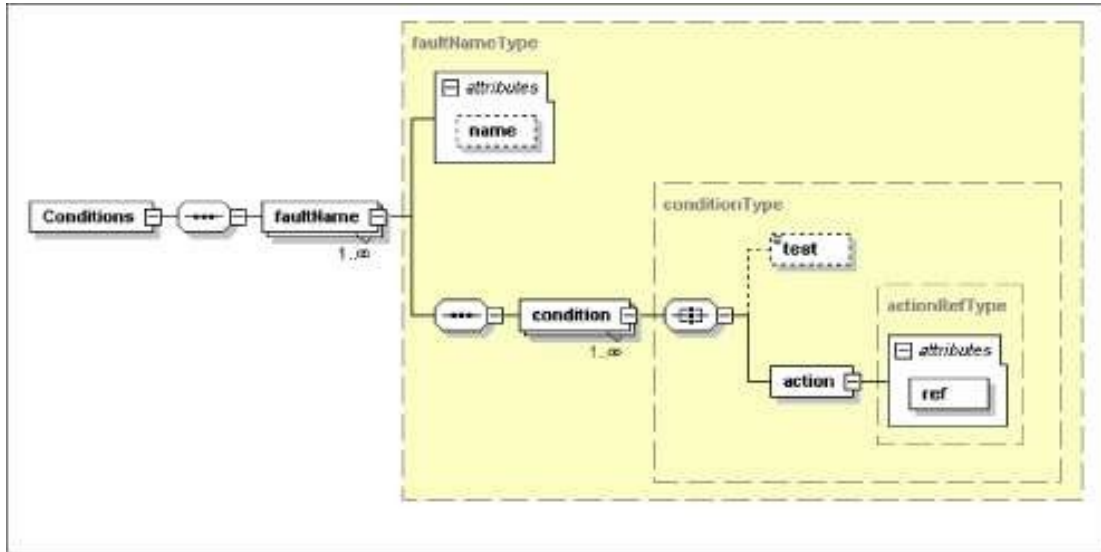 faultNameType
attributes
name
Conditions
faultName
1..∞
conditionType
test
condition
1..∞
actionRefType
attributes
action
ref